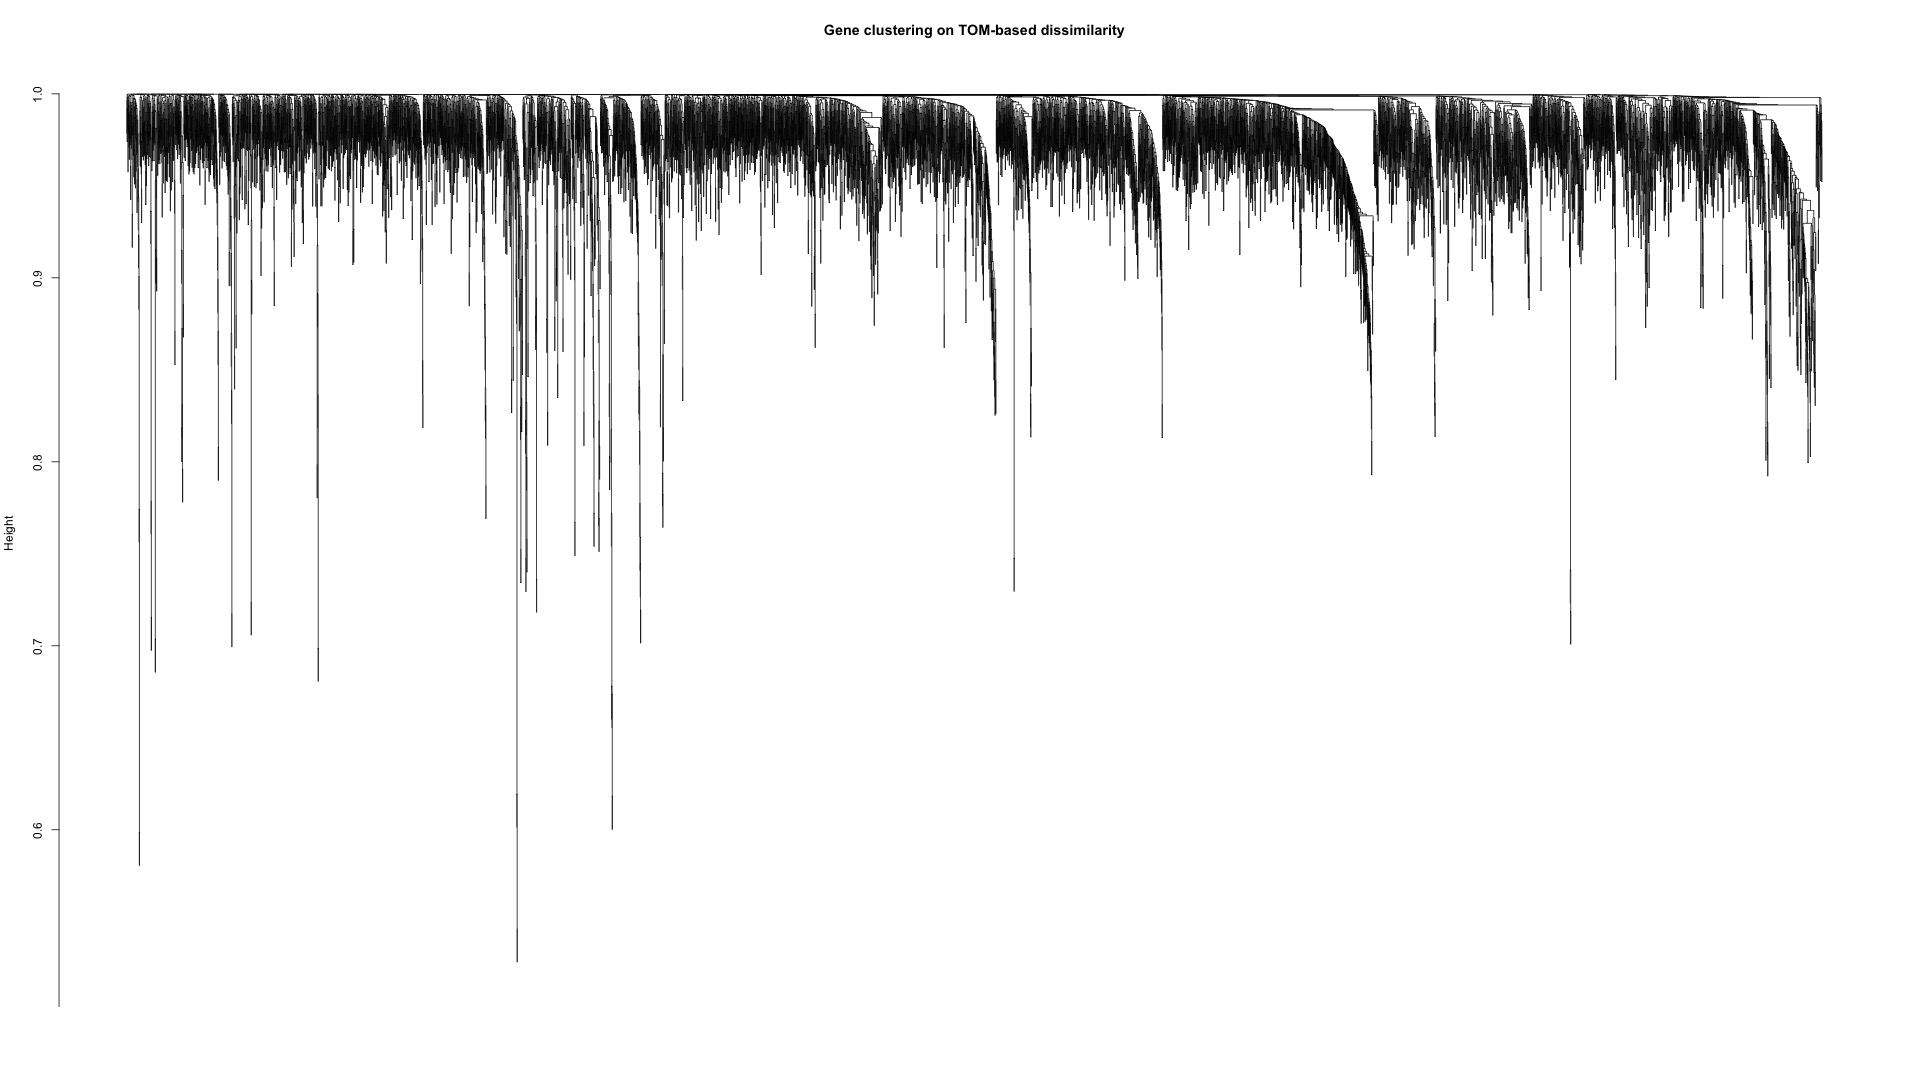 Gene clustering on TOM-based dissimilarity
1.0
0.9
0.8
0.7
0.6
Height